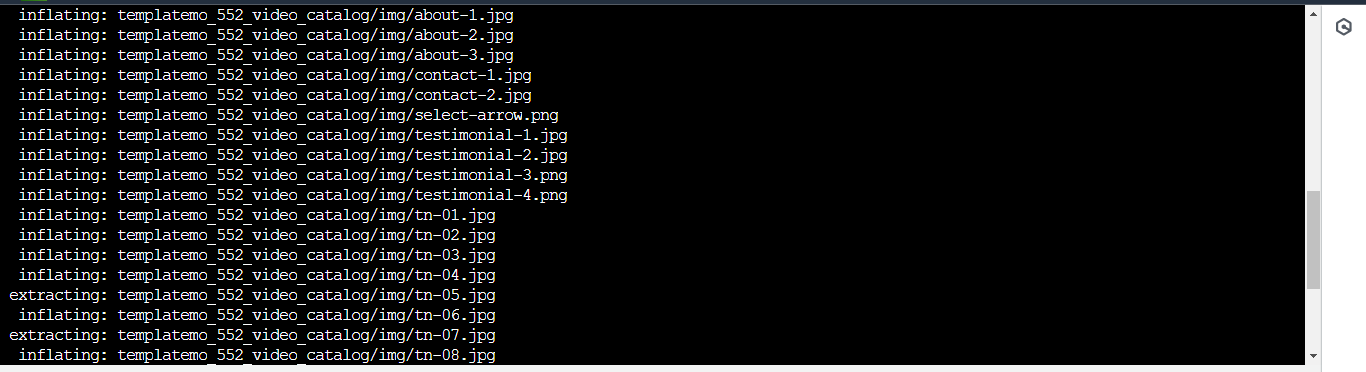 inflating: templatemo_552_video_catalog/img/about-1.jpg
inflating: templatemo_552_video_catalog/img/about-2.jpg
inflating: templatemo_552_video_catalog/img/about-3.jpg
inflating: templatemo_552_video_catalog/img/contact-1.jpg
inflating: templatemo_552_video_catalog/img/contact-2.jpg
inflating: templatemo_552_video_catalog/img/select-arrow.png
inflating: templatemo_552_video_catalog/img/testimonial-1.jpg
inflating: templatemo_552_video_catalog/img/testimonial-2.jpg
inflating: templatemo_552_video_catalog/img/testimonial-3.png
inflating: templatemo_552_video_catalog/img/testimonial-4.png
inflating: templatemo_552_video_catalog/img/tn-01.jpg
inflating: templatemo_552_video_catalog/img/tn-02.jpg
inflating: templatemo_552_video_catalog/img/tn-03.jpg
inflating: templatemo_552_video_catalog/img/tn-04.jpg
extracting: templatemo_552_video_catalog/img/tn-05.jpg
inflating: templatemo_552_video_catalog/img/tn-06.jpg
extracting: templatemo_552_video_catalog/img/tn-07.jpg
inflating: templatemo_552_video_catalog/img/tn-08.jpg